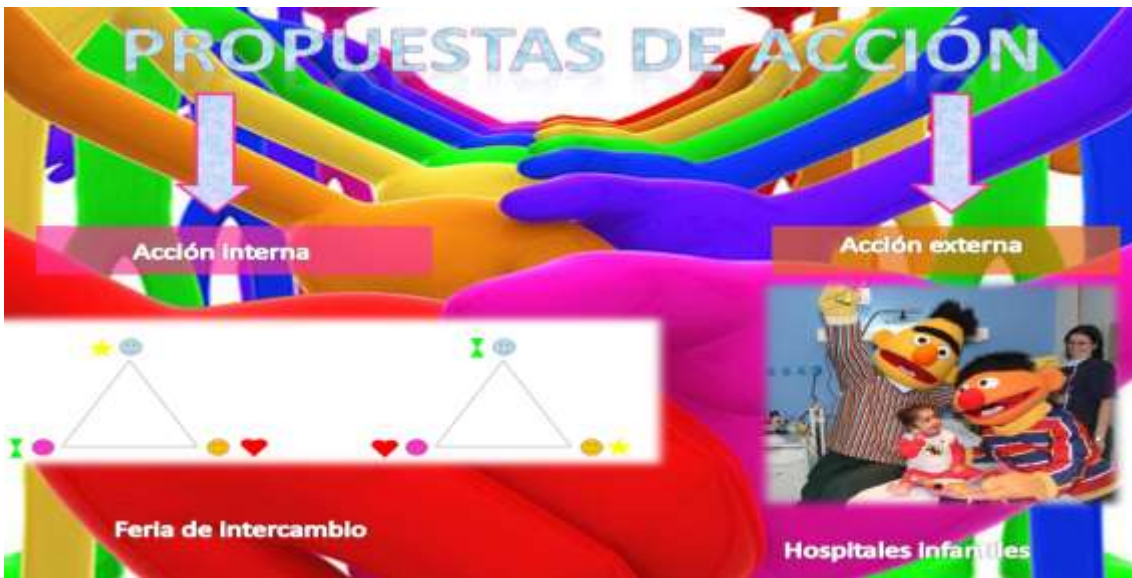 PROPUESTAS DE ACCIÓN
Acción interna
Acción externa
Feria de Intercambio
Hospitales infantiles